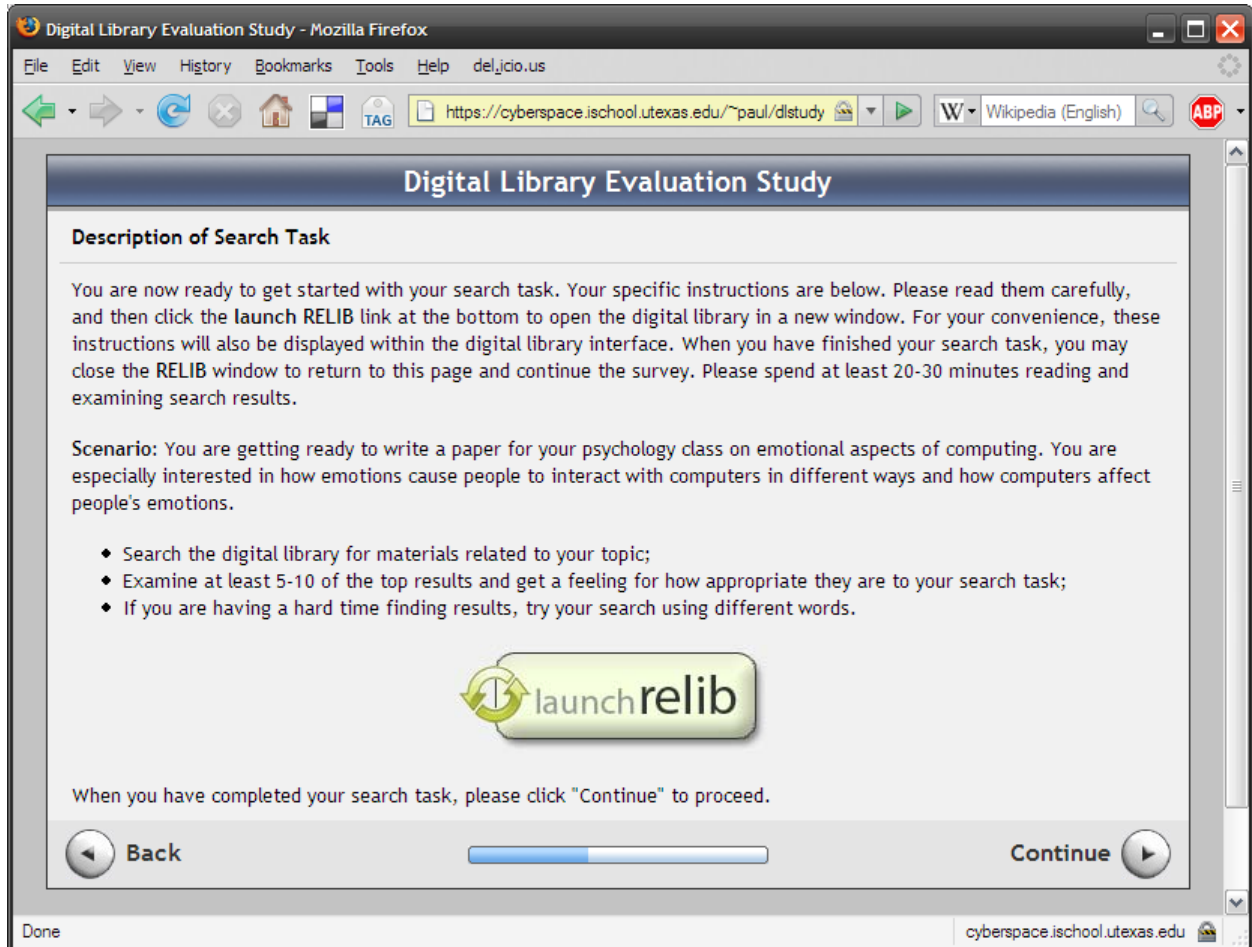 Digital Library Evaluation Study - Mozilla Firefox
File Edit View History Bookmarks Tools Help del.icio.us
TAG https://cyberspace.ischool.utexas.edu/~paul/dlstudy W Wikipedia (English) ABP
Digital Library Evaluation Study
Description of Search Task
You are now ready to get started with your search task. Your specific instructions are below. Please read them carefully,
and then click the launch RELIB link at the bottom to open the digital library in a new window. For your convenience, these
instructions will also be displayed within the digital library interface. When you have finished your search task, you may
close the RELIB window to return to this page and continue the survey. Please spend at least 20-30 minutes reading and
examining search results.
Scenario: You are getting ready to write a paper for your psychology class on emotional aspects of computing. You are
especially interested in how emotions cause people to interact with computers in different ways and how computers affect
people's emotions.
• Search the digital library for materials related to your topic;
• Examine at least 5-10 of the top results and get a feeling for how appropriate they are to your search task;
• If you are having a hard time finding results, try your search using different words.
launchrelib
When you have completed your search task, please click "Continue" to proceed.
Back Continue
Done cyberspace.ischool.utexas.edu